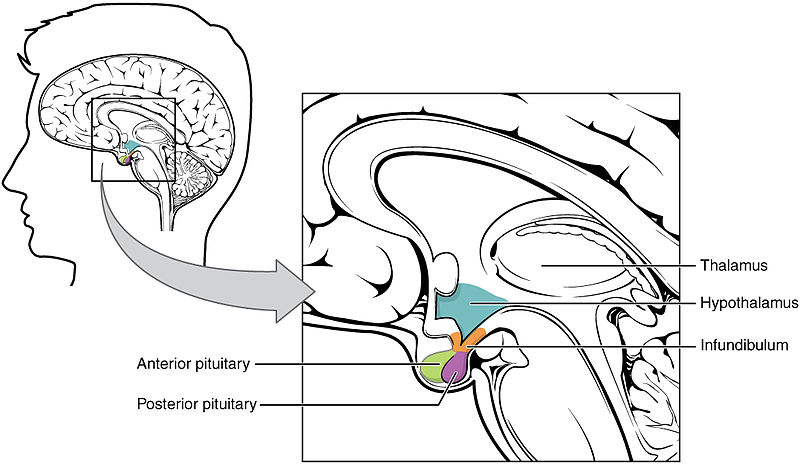 Thalamus
Hypothalamus
Infundibulum
Anterior pituitary
Posterior pituitary